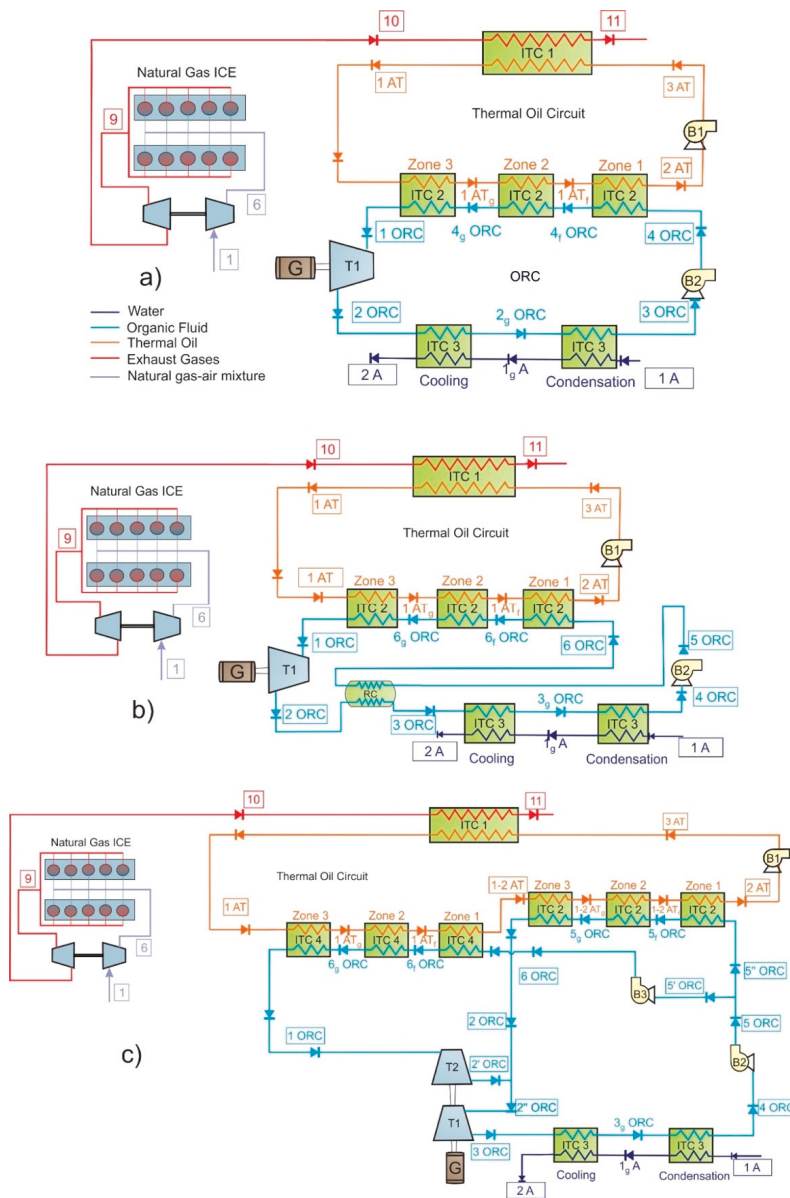 10
11
ITC 1
Natural Gas ICE
1 AT
3 AT
Thermal Oil Circuit
9
B1
Zone 3
Zone 2
Zone 1
2 AT
6
ITC 2
1 ATg
ITC 2
1 ATf
ITC 2
1 ORC
4g ORC
4f ORC
4 ORC
1
a)
G
T1
ORC
B2
Water
Organic Fluid
Thermal Oil
Exhaust Gases
Natural gas-air mixture
2 ORC
2g ORC
3 ORC
ITC 3
ITC 3
2 A
1g A
1 A
Cooling
Condensation
10
11
ITC 1
Natural Gas ICE
1 AT
3 AT
Thermal Oil Circuit
9
B1
1 AT
Zone 3
Zone 2
Zone 1
2 AT
6
ITC 2
1 ATg
ITC 2
1 ATf
ITC 2
1 ORC
6g ORC
6f ORC
6 ORC
5 ORC
1
G
T1
B2
b)
RC
2 ORC
3 ORC
3g ORC
4 ORC
ITC 3
ITC 3
2 A
1g A
1 A
Cooling
Condensation
10
11
ITC 1
Natural Gas ICE
3 AT
Thermal Oil Circuit
B1
9
1 AT
1-2 AT
Zone 3
Zone 2
Zone 1
2 AT
ITC 2
1-2 ATg
ITC 2
1-2 ATf
ITC 2
5g ORC
5f ORC
6
Zone 3
Zone 2
Zone 1
ITC 4
1 ATg
ITC 4
1 ATf
ITC 4
6g ORC
6f ORC
6 ORC
5'' ORC
1
B3
5' ORC
c)
1 ORC
2 ORC
5 ORC
T2
2' ORC
B2
2'' ORC
T1
3 ORC
3g ORC
4 ORC
G
ITC 3
ITC 3
2 A
Cooling
1g A
Condensation
1 A